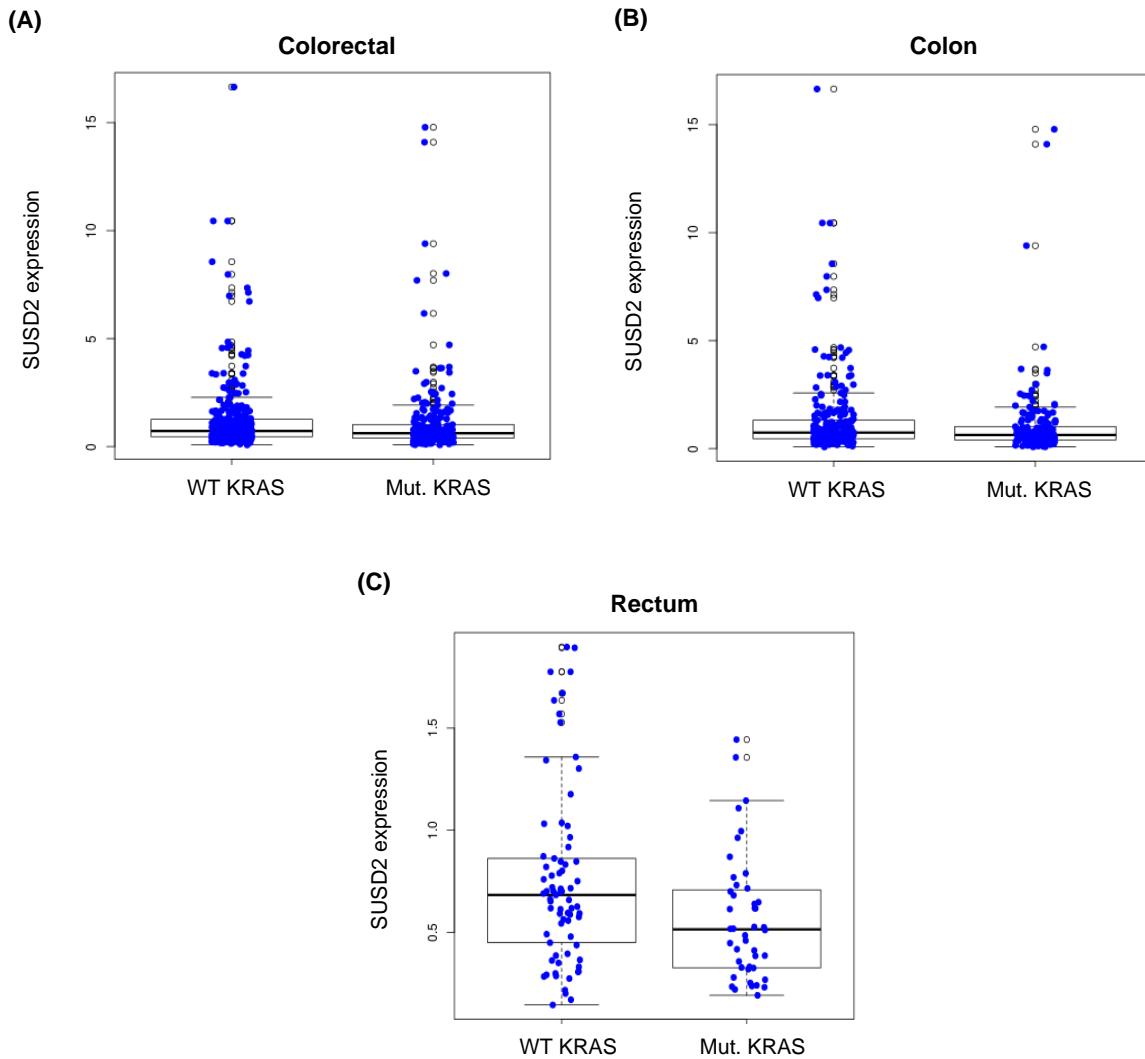 (A)
Colorectal
SUSD2 expression
15
10
5
0
WT KRAS
Mut. KRAS
(B)
Colon
SUSD2 expression
15
10
5
0
WT KRAS
Mut. KRAS
(C)
Rectum
SUSD2 expression
1.5
1.0
0.5
WT KRAS
Mut. KRAS